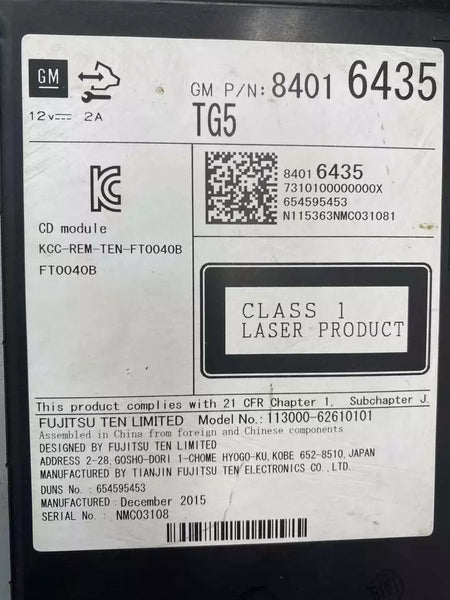 GM
GM P/N: 8401 6435
12V⎓ 2A
TG5
8401 6435
7310100000000X
654595453
N115363NMC031081
CD module
KCC-REM-TEN-FT0040B
FT0040B
CLASS 1
LASER PRODUCT
This product complies with 21 CFR Chapter 1, Subchapter J.
FUJITSU TEN LIMITED Model No.:113000-62610101
Assembled in China from foreign and Chinese components
DESIGNED BY FUJITSU TEN LIMITED
ADDRESS 2-28, GOSHO-DORI 1-CHOME HYOGO-KU, KOBE 652-8510, JAPAN
MANUFACTURED BY TIANJIN FUJITSU TEN ELECTRONICS CO., LTD.
DUNS No. : 654595453
MANUFACTURED: December 2015
SERIAL No. : NMC03108